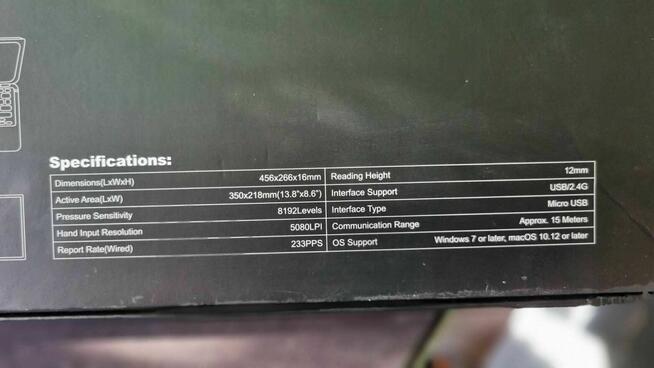 Specifications:
Dimensions(LxWxH) 456x266x16mm Reading Height 12mm
Active Area(LxW) 350x218mm(13.8"x8.6") Interface Support USB/2.4G
Pressure Sensitivity 8192Levels Interface Type Micro USB
Hand Input Resolution 5080LPI Communication Range Approx. 15 Meters
Report Rate(Wired) 233PPS OS Support Windows 7 or later, macOS 10.12 or later